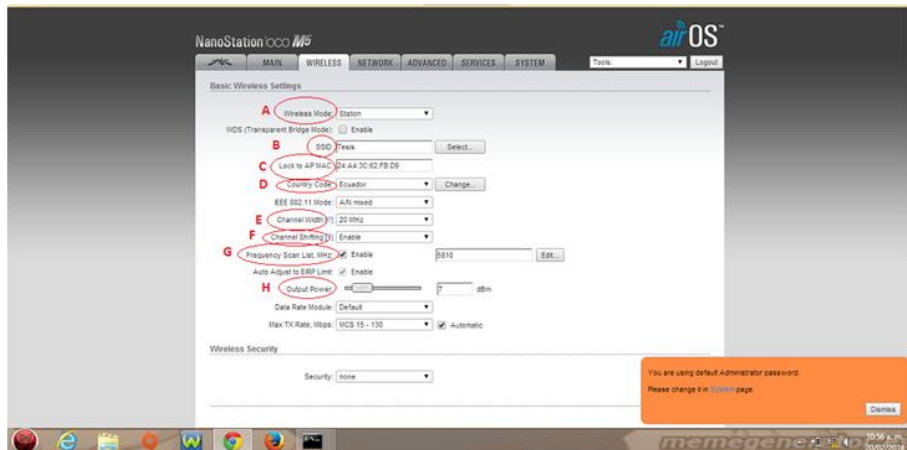 NanoStation loco M5
airOS
MAIN WIRELESS NETWORK ADVANCED SERVICES SYSTEM Tools: Logout
Basic Wireless Settings
A Wireless Mode: Station
WDS (Transparent Bridge Mode): Enable
B SSID: Tesis Select...
C Lock to AP MAC: 24:A4:3C:62:FB:D9
D Country Code: Ecuador Change...
IEEE 802.11 Mode: A/N mixed
E Channel Width:[?] 20 MHz
F Channel Shifting:[?] Enable
G Frequency Scan List, MHz: Enable 5810 Edit...
Auto Adjust to EIRP Limit: Enable
H Output Power: 7 dBm
Data Rate Module: Default
Max TX Rate, Mbps: MCS 15 - 130 Automatic
Wireless Security
Security: none
You are using default Administrator password.
Please change it in System page.
Dismiss
10:56 a. m.
20/02/2014